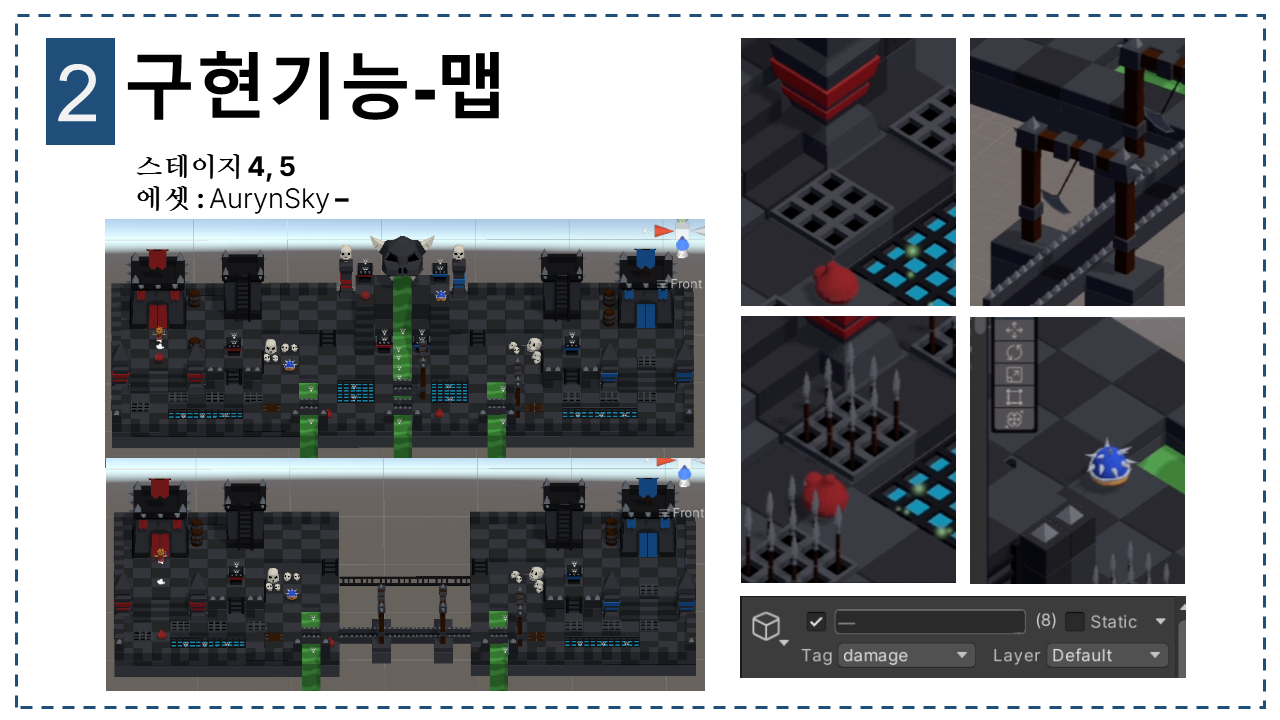 2 구현기능-맵
스테이지 4, 5
에셋 : AurynSky –
Front
Front
— (8) Static
Tag damage Layer Default